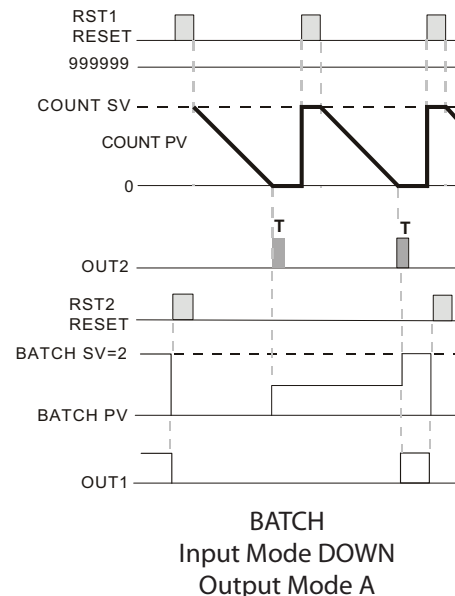 RST1
RESET
999999
COUNT SV
COUNT PV
0
T T
OUT2
RST2
RESET
BATCH SV=2
BATCH PV
OUT1
BATCH
Input Mode DOWN
Output Mode A